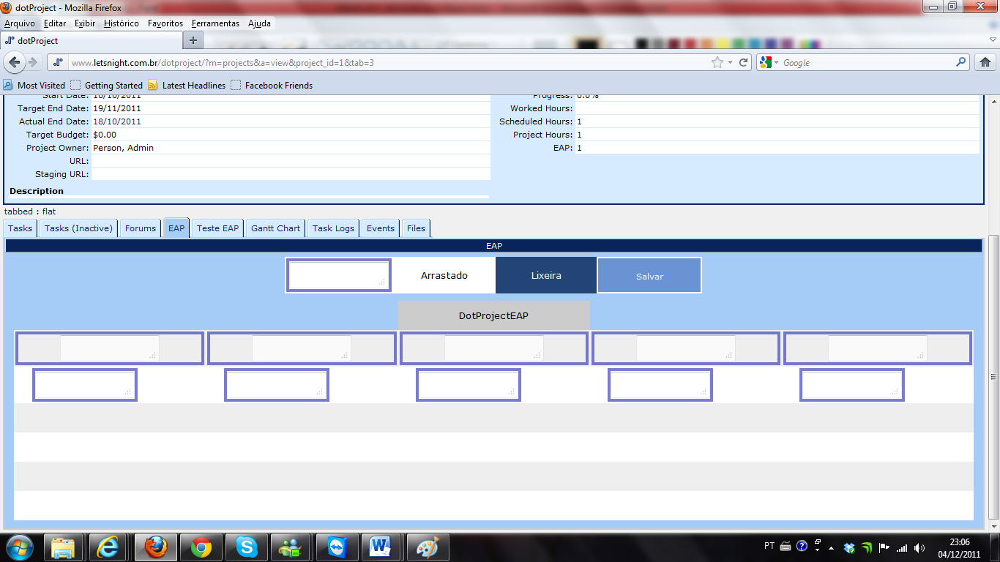 dotProject - Mozilla Firefox
Arquivo Editar Exibir Histórico Favoritos Ferramentas Ajuda
dotProject
www.letsnight.com.br/dotproject/?m=projects&a=view&project_id=1&tab=3
Google
Most Visited Getting Started Latest Headlines Facebook Friends
Start Date: 10/10/2011 Progress: 0.0%
Target End Date: 19/11/2011 Worked Hours:
Actual End Date: 18/10/2011 Scheduled Hours: 1
Target Budget: $0.00 Project Hours: 1
Project Owner: Person, Admin EAP: 1
URL:
Staging URL:
Description
tabbed : flat
Tasks Tasks (Inactive) Forums EAP Teste EAP Gantt Chart Task Logs Events Files
EAP
Arrastado Lixeira Salvar
DotProjectEAP
PT 23:06
04/12/2011